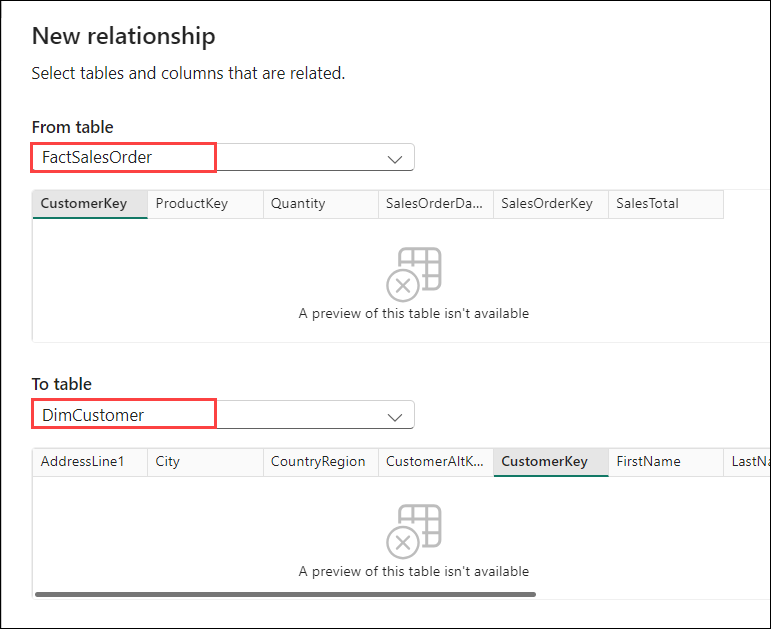 New relationship
Select tables and columns that are related.
From table
FactSalesOrder
CustomerKey ProductKey Quantity SalesOrderDa... SalesOrderKey SalesTotal
A preview of this table isn't available
To table
DimCustomer
AddressLine1 City CountryRegion CustomerAltK... CustomerKey FirstName LastNa
A preview of this table isn't available